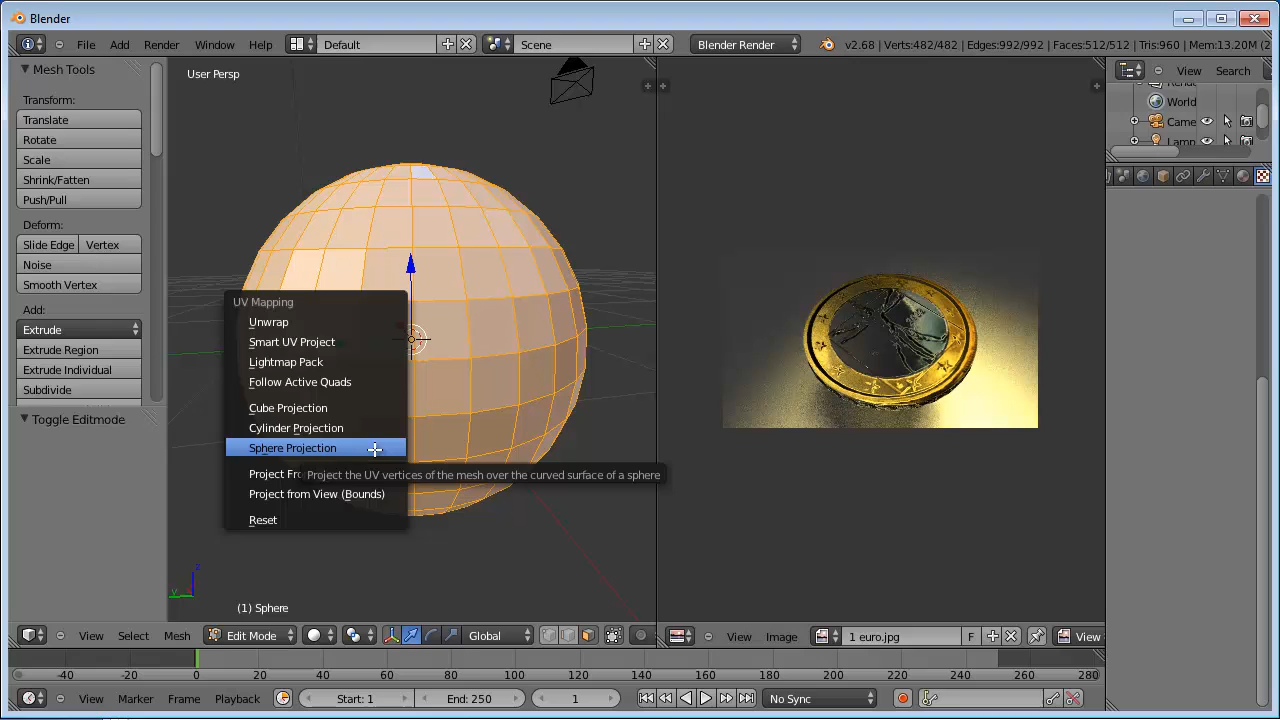 Blender
File Add Render Window Help Default Scene Blender Render v2.68 | Verts:482/482 | Edges:992/992 | Faces:512/512 | Tris:960 | Mem:13.20M (2
Mesh Tools
Transform:
Translate
Rotate
Scale
Shrink/Fatten
Push/Pull
Deform:
Slide Edge Vertex
Noise
Smooth Vertex
Add:
Extrude
Extrude Region
Extrude Individual
Subdivide
Toggle Editmode
User Persp
UV Mapping
Unwrap
Smart UV Project
Lightmap Pack
Follow Active Quads
Cube Projection
Cylinder Projection
Sphere Projection
Project Fr
Project the UV vertices of the mesh over the curved surface of a sphere
Project from View (Bounds)
Reset
z
y
(1) Sphere
View Search
World
Came
Lamp
View Select Mesh Edit Mode Global
View Image 1 euro.jpg F View
-40 -20 0 20 40 60 80 100 120 140 160 180 200 220 240 260 280
View Marker Frame Playback Start: 1 End: 250 1 No Sync